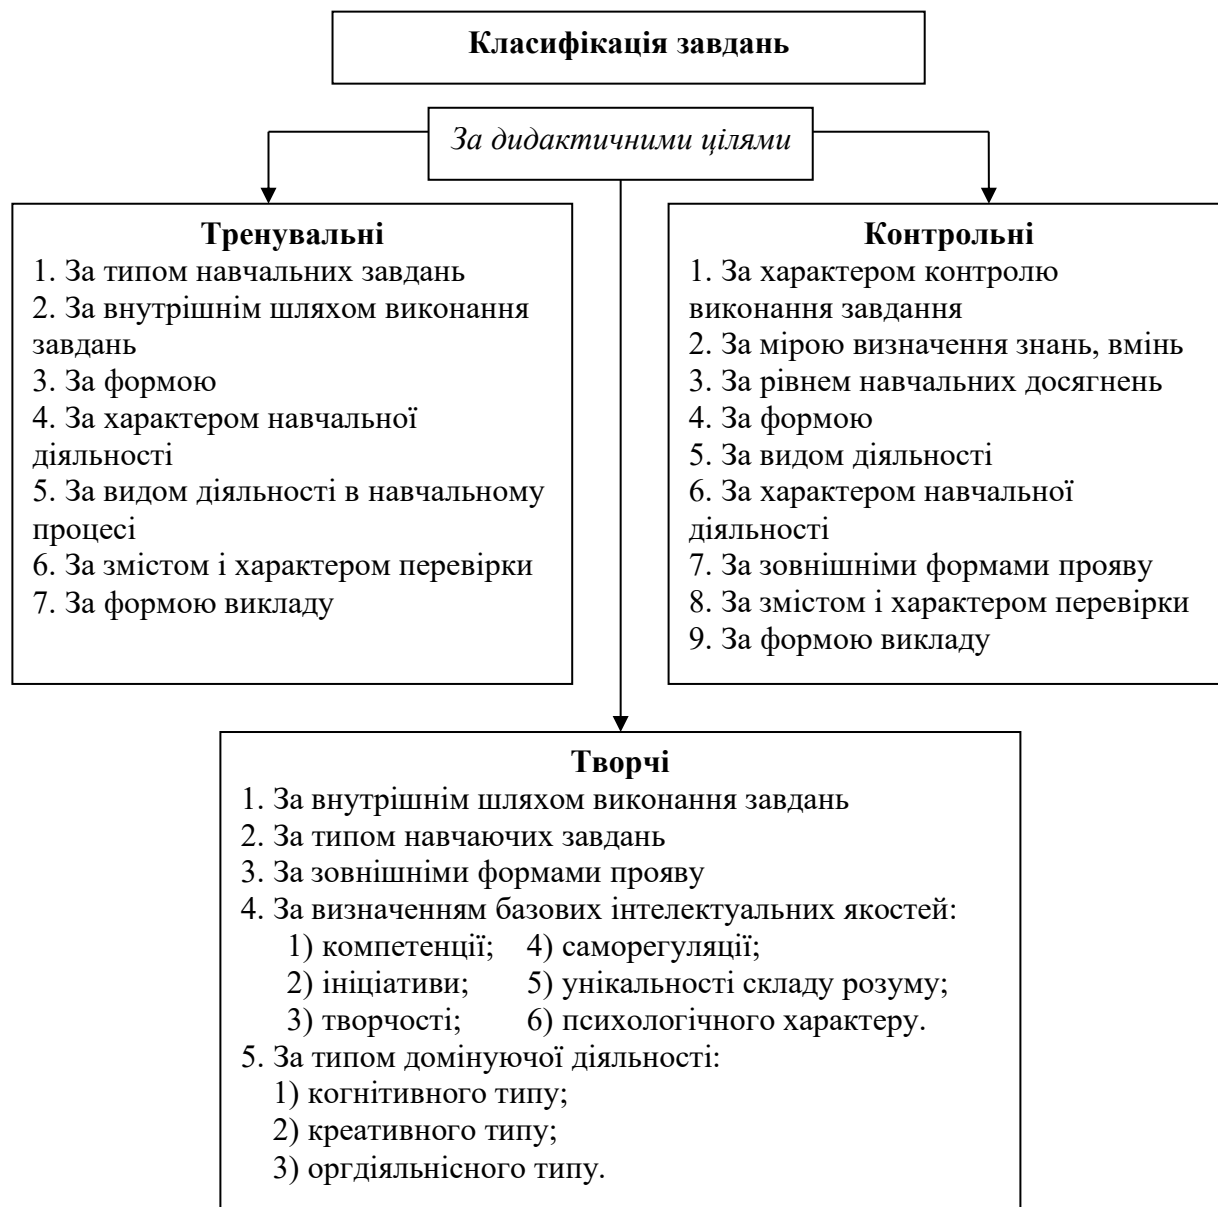 Класифікація завдань
За дидактичними цілями
Тренувальні
1. За типом навчальних завдань
2. За внутрішнім шляхом виконання
завдань
3. За формою
4. За характером навчальної
діяльності
5. За видом діяльності в навчальному
процесі
6. За змістом і характером перевірки
7. За формою викладу
Контрольні
1. За характером контролю
виконання завдання
2. За мірою визначення знань, вмінь
3. За рівнем навчальних досягнень
4. За формою
5. За видом діяльності
6. За характером навчальної
діяльності
7. За зовнішніми формами прояву
8. За змістом і характером перевірки
9. За формою викладу
Творчі
1. За внутрішнім шляхом виконання завдань
2. За типом навчаючих завдань
3. За зовнішніми формами прояву
4. За визначенням базових інтелектуальних якостей:
1) компетенції; 4) саморегуляції;
2) ініціативи; 5) унікальності складу розуму;
3) творчості; 6) психологічного характеру.
5. За типом домінуючої діяльності:
1) когнітивного типу;
2) креативного типу;
3) оргдіяльнісного типу.